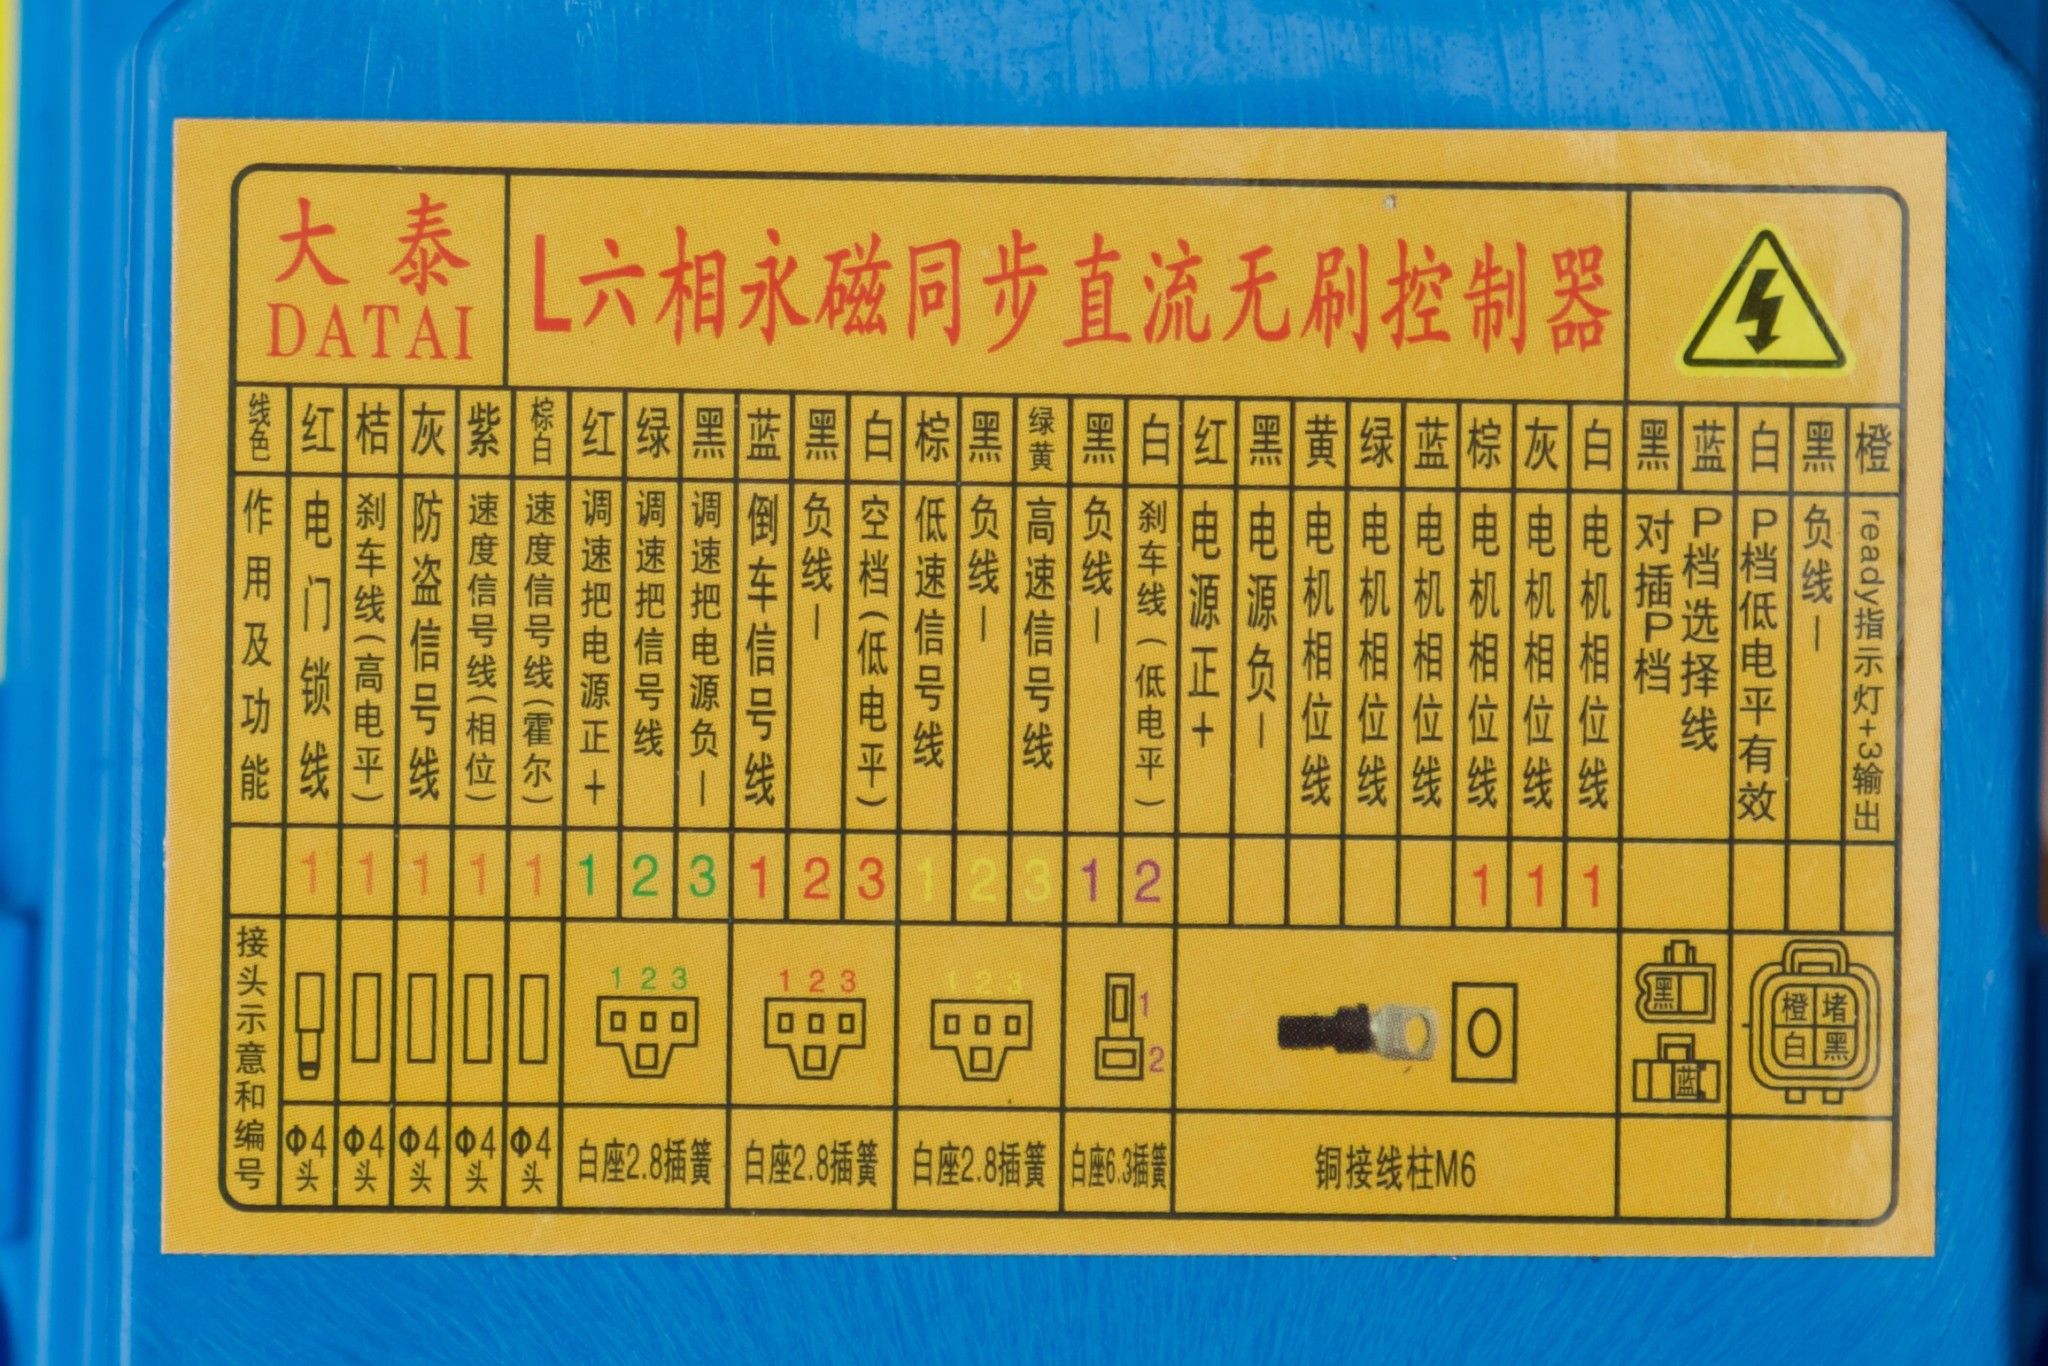 大泰
DATAI
L六相永磁同步直流无刷控制器
线色 红 桔 灰 紫 棕白 红 绿 黑 蓝 黑 白 棕 黑 绿黄 黑 白 红 黑 黄 绿 蓝 棕 灰 白 黑 蓝 白 黑 橙
作用及功能
电门锁线
刹车线(高电平)
防盗信号线
速度信号线(相位)
速度信号线(霍尔)
调速把电源正+
调速把信号线
调速把电源负-
倒车信号线
负线-
空档(低电平)
低速信号线
负线-
高速信号线
负线-
刹车线(低电平)
电源正+
电源负-
电机相位线
电机相位线
电机相位线
电机相位线
电机相位线
电机相位线
对插P档
P档选择线
P档低电平有效
负线-
ready指示灯+3输出
1 1 1 1 1 1 2 3 1 2 3 1 2 3 1 2 1 1 1
接头示意和编号
1 2 3
1 2 3
1 2 3
1
2
黑
蓝
橙 堵
白 黑
Φ4头 Φ4头 Φ4头 Φ4头 Φ4头 白座2.8插簧 白座2.8插簧 白座2.8插簧 白座6.3插簧 铜接线柱M6